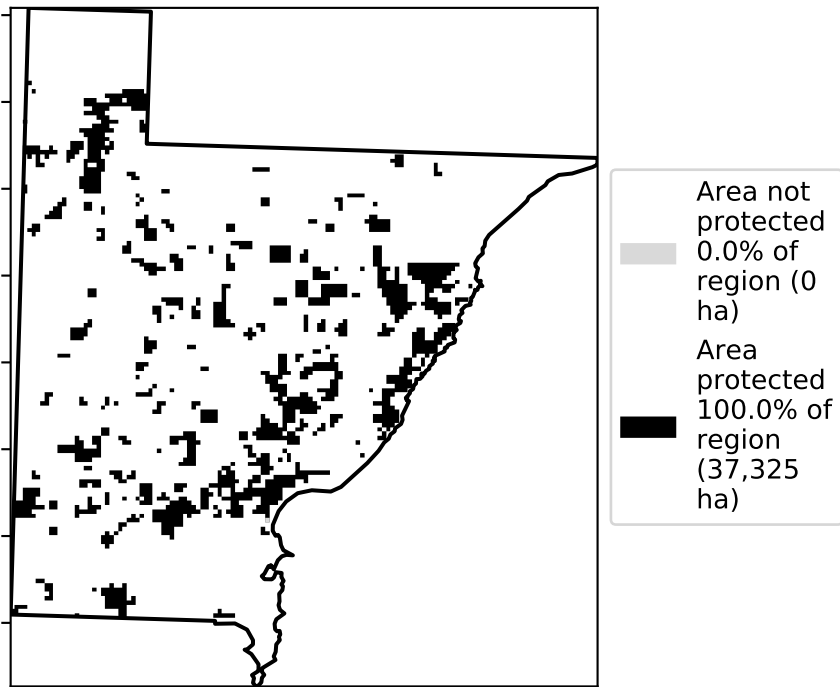 Area not
protected
0.0% of
region (0
ha)
Area
protected
100.0% of
region
(37,325
ha)